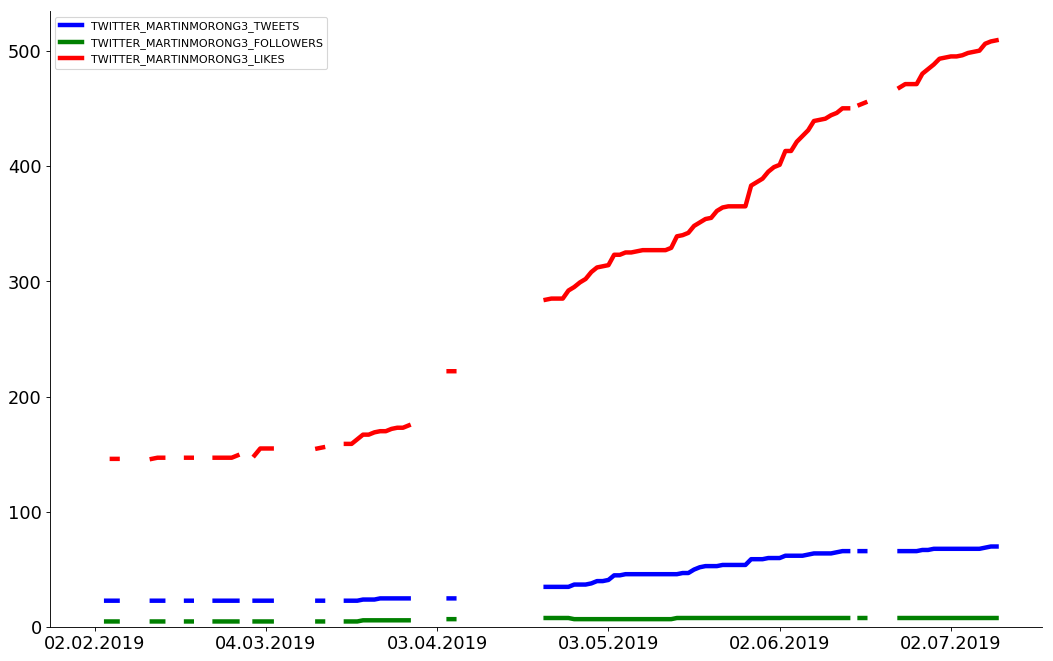 TWITTER_MARTINMORONG3_TWEETS
TWITTER_MARTINMORONG3_FOLLOWERS
TWITTER_MARTINMORONG3_LIKES
500
400
300
200
100
0
02.02.2019 04.03.2019 03.04.2019 03.05.2019 02.06.2019 02.07.2019